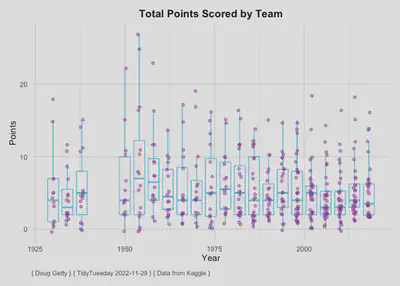 Total Points Scored by Team
20
10
0
Points
1925
1950
1975
2000
Year
{ Doug Getty } { TidyTuesday 2022-11-29 } { Data from Kaggle }